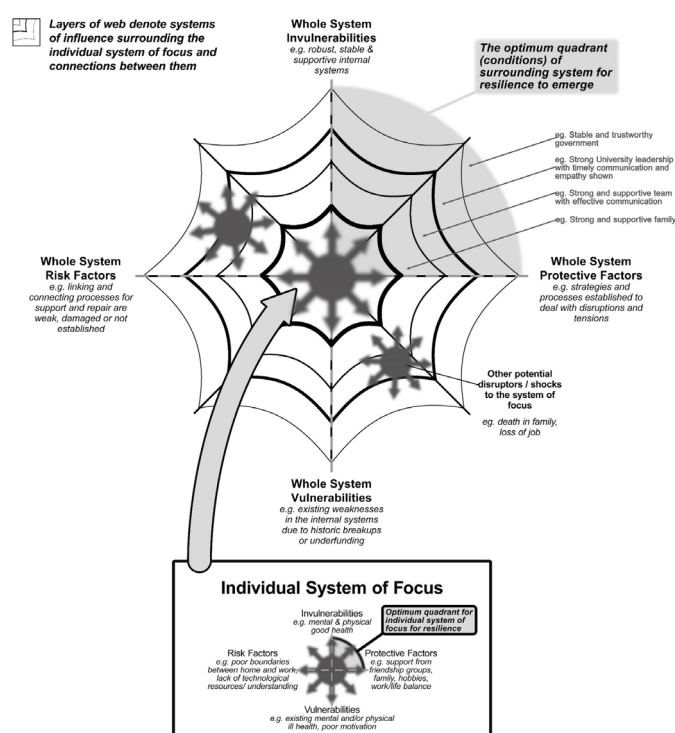 Layers of web denote systems
of influence surrounding the
individual system of focus and
connections between them
Whole System
Invulnerabilities
e.g. robust, stable &
supportive internal
systems
The optimum quadrant
(conditions) of
surrounding system for
resilience to emerge
eg. Stable and trustworthy
government
eg. Strong University leadership
with timely communication and
empathy shown
eg. Strong and supportive team
with effective communication
eg. Strong and supportive family
Whole System
Risk Factors
e.g. linking and
connecting processes for
support and repair are
weak, damaged or not
established
Whole System
Protective Factors
e.g. strategies and
processes established to
deal with disruptions and
tensions
Other potential
disruptors / shocks
to the system of
focus
eg. death in family,
loss of job
Whole System
Vulnerabilities
e.g. existing weaknesses
in the internal systems
due to historic breakups
or underfunding
Individual System of Focus
Invulnerabilities
e.g. mental & physical
good health
Optimum quadrant for
individual system of
focus for resilience
Risk Factors
e.g. poor boundaries
between home and work,
lack of technological
resources/ understanding
Protective Factors
e.g. support from
friendship groups,
family, hobbies,
work/life balance
Vulnerabilities
e.g. existing mental and/or physical
ill health, poor motivation